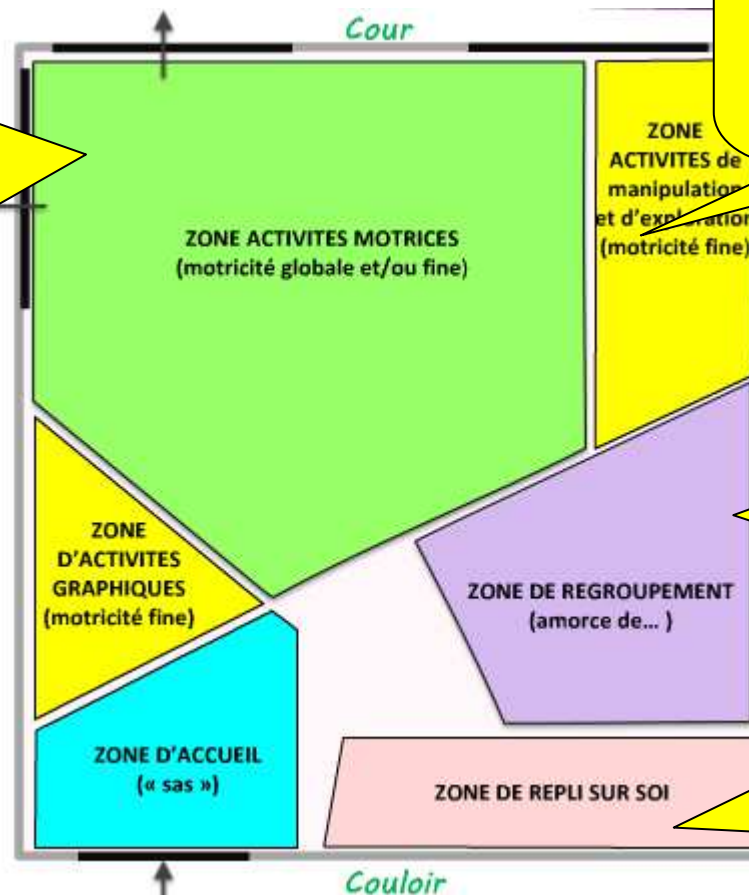 Cour
ZONE
ACTIVITES de
manipulation
et d'exploration
(motricité fine)
ZONE ACTIVITES MOTRICES
(motricité globale et/ou fine)
ZONE
D'ACTIVITES
GRAPHIQUES
(motricité fine)
ZONE DE REGROUPEMENT
(amorce de... )
ZONE D'ACCUEIL
(« sas »)
ZONE DE REPLI SUR SOI
Couloir